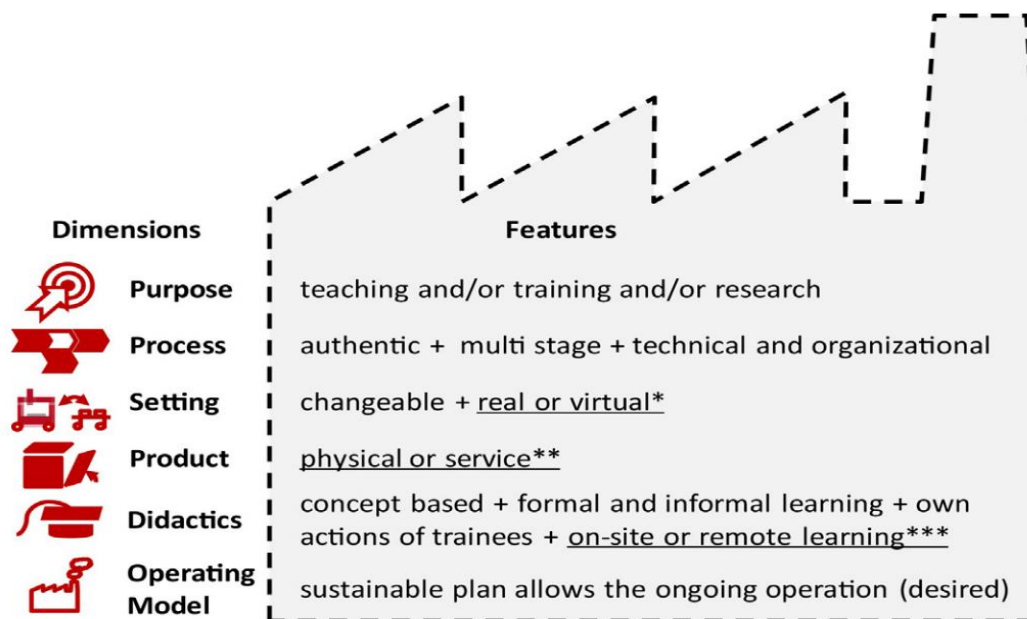 Dimensions Features
Purpose teaching and/or training and/or research
Process authentic + multi stage + technical and organizational
Setting changeable + real or virtual*
Product physical or service**
Didactics concept based + formal and informal learning + own
actions of trainees + on-site or remote learning***
Operating
Model sustainable plan allows the ongoing operation (desired)